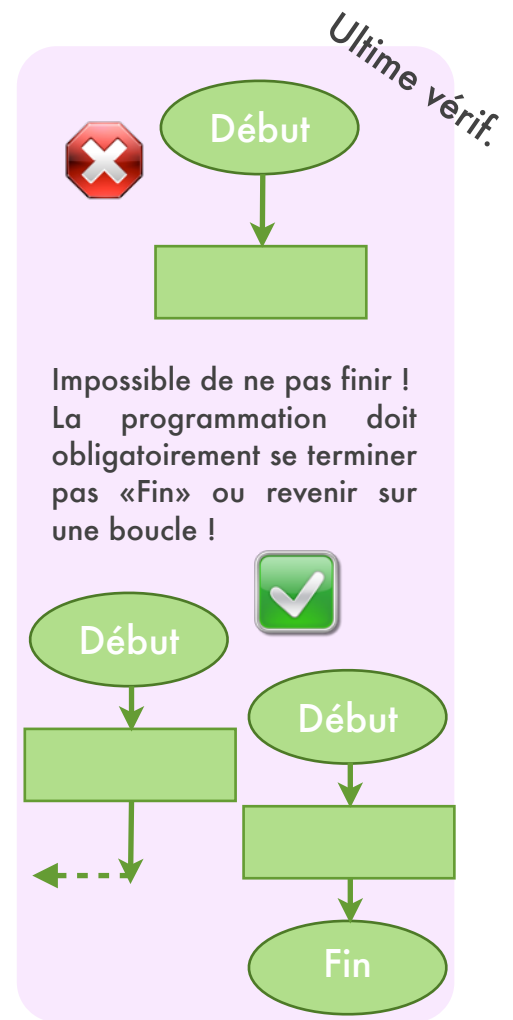 Ultime vérif.
Début
Impossible de ne pas finir !
La programmation doit
obligatoirement se terminer
pas «Fin» ou revenir sur
une boucle !
Début
Début
Fin